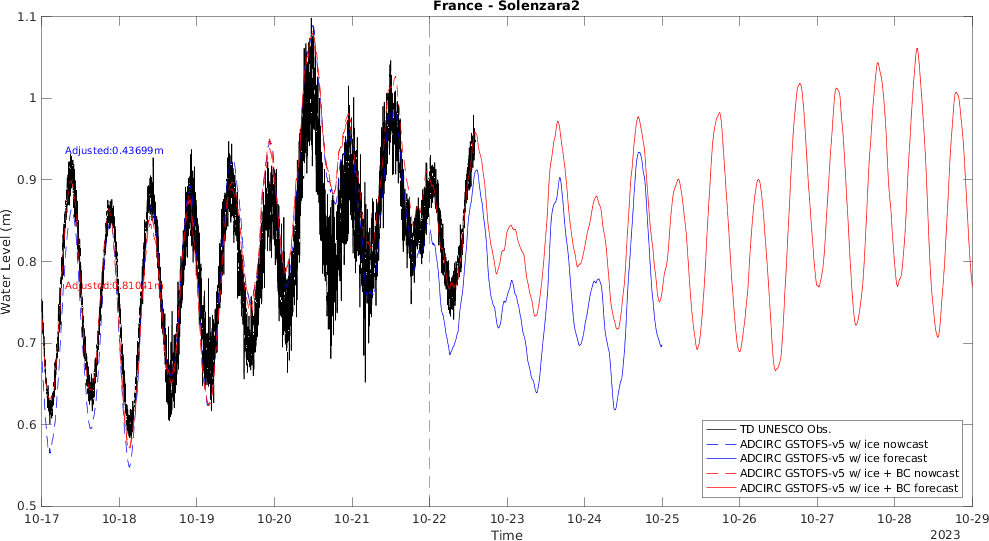 France - Solenzara2
1.1
1
0.9
0.8
0.7
0.6
0.5
Water Level (m)
Adjusted:0.43699m
Adjusted:0.81041m
TD UNESCO Obs.
ADCIRC GSTOFS-v5 w/ ice nowcast
ADCIRC GSTOFS-v5 w/ ice forecast
ADCIRC GSTOFS-v5 w/ ice + BC nowcast
ADCIRC GSTOFS-v5 w/ ice + BC forecast
10-17 10-18 10-19 10-20 10-21 10-22 10-23 10-24 10-25 10-26 10-27 10-28 10-29
Time
2023